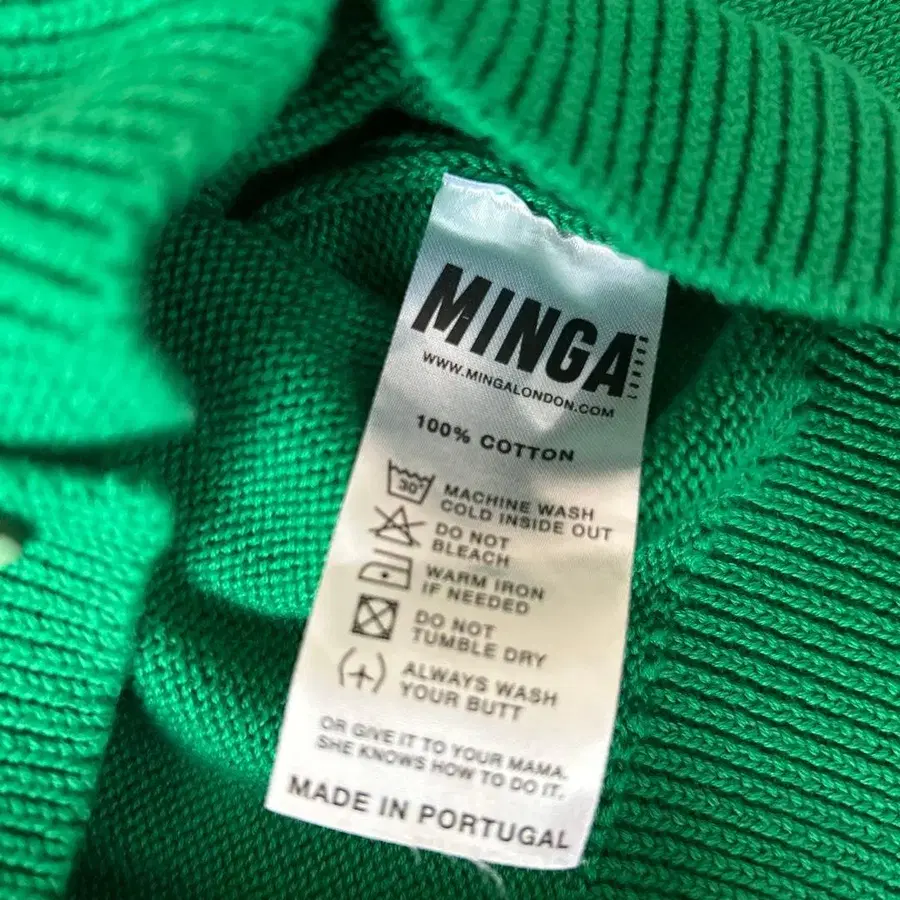 MINGA LONDON
WWW.MINGALONDON.COM
100% COTTON
30°
MACHINE WASH
COLD INSIDE OUT
DO NOT
BLEACH
WARM IRON
IF NEEDED
DO NOT
TUMBLE DRY
ALWAYS WASH
YOUR BUTT
OR GIVE IT TO YOUR MAMA.
SHE KNOWS HOW TO DO IT.
MADE IN PORTUGAL